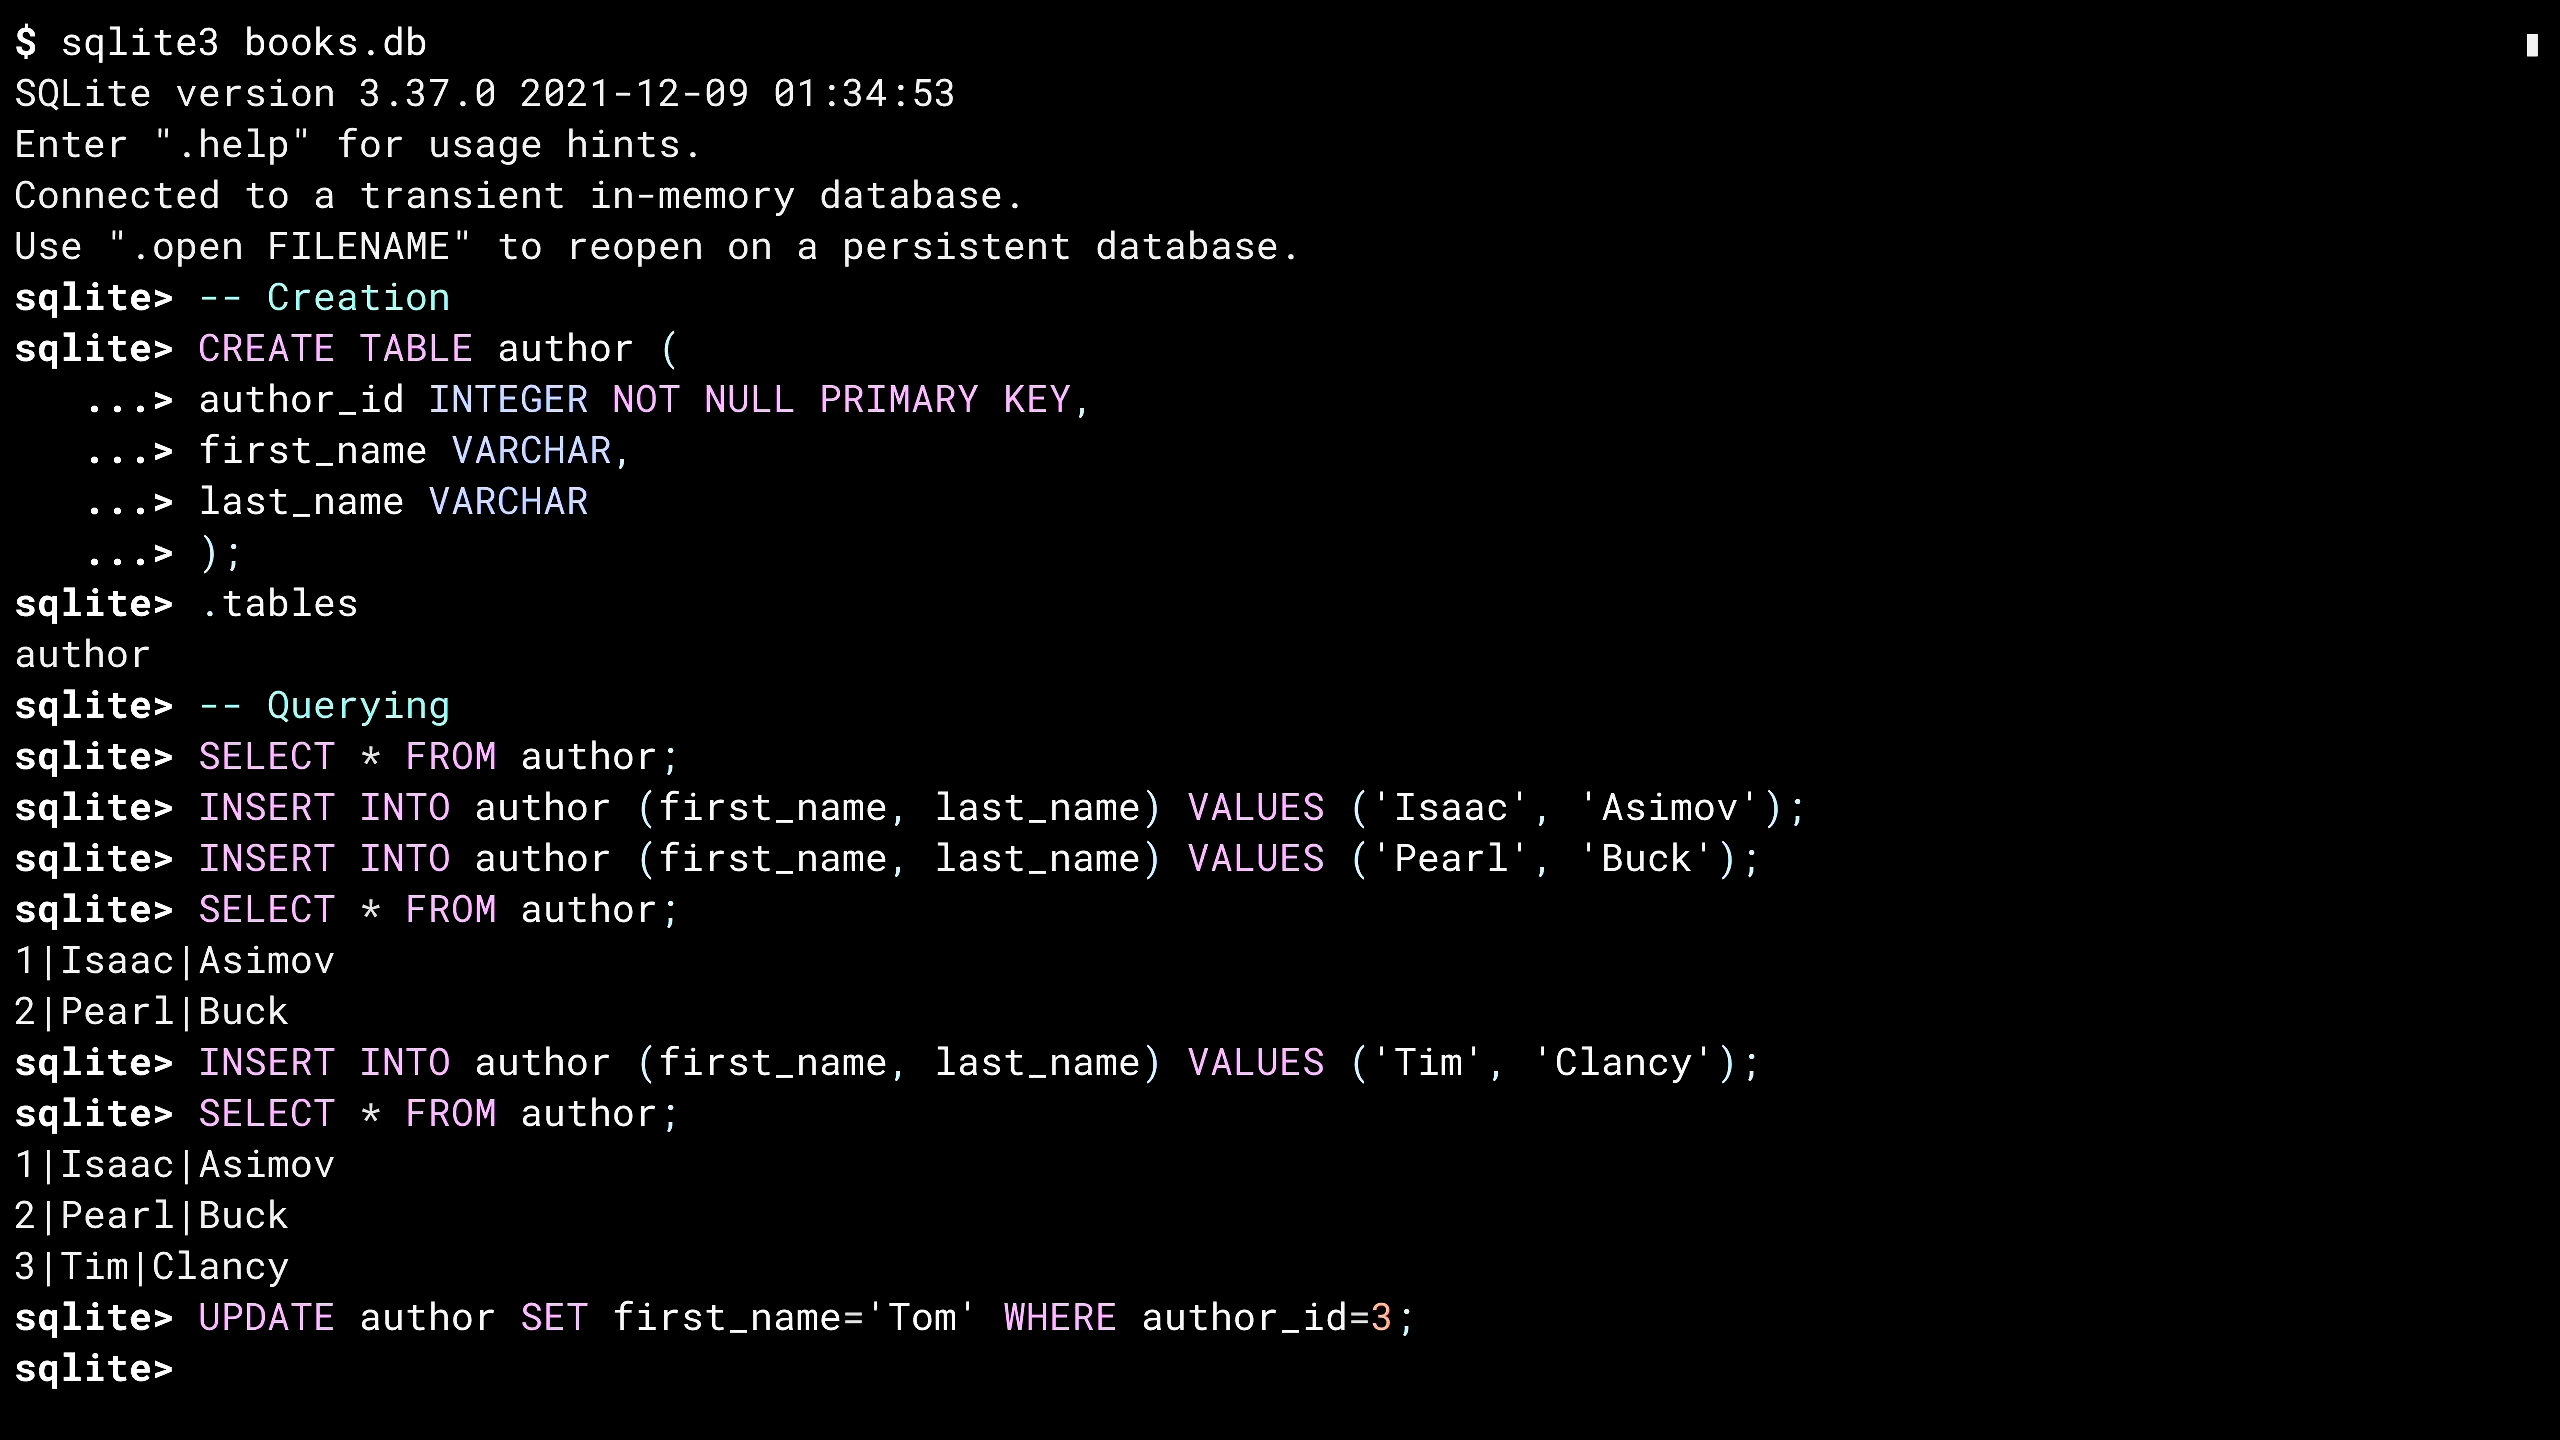 $ sqlite3 books.db
SQLite version 3.37.0 2021-12-09 01:34:53
Enter ".help" for usage hints.
Connected to a transient in-memory database.
Use ".open FILENAME" to reopen on a persistent database.
sqlite> -- Creation
sqlite> CREATE TABLE author (
   ...> author_id INTEGER NOT NULL PRIMARY KEY,
   ...> first_name VARCHAR,
   ...> last_name VARCHAR
   ...> );
sqlite> .tables
author
sqlite> -- Querying
sqlite> SELECT * FROM author;
sqlite> INSERT INTO author (first_name, last_name) VALUES ('Isaac', 'Asimov');
sqlite> INSERT INTO author (first_name, last_name) VALUES ('Pearl', 'Buck');
sqlite> SELECT * FROM author;
1|Isaac|Asimov
2|Pearl|Buck
sqlite> INSERT INTO author (first_name, last_name) VALUES ('Tim', 'Clancy');
sqlite> SELECT * FROM author;
1|Isaac|Asimov
2|Pearl|Buck
3|Tim|Clancy
sqlite> UPDATE author SET first_name='Tom' WHERE author_id=3;
sqlite>